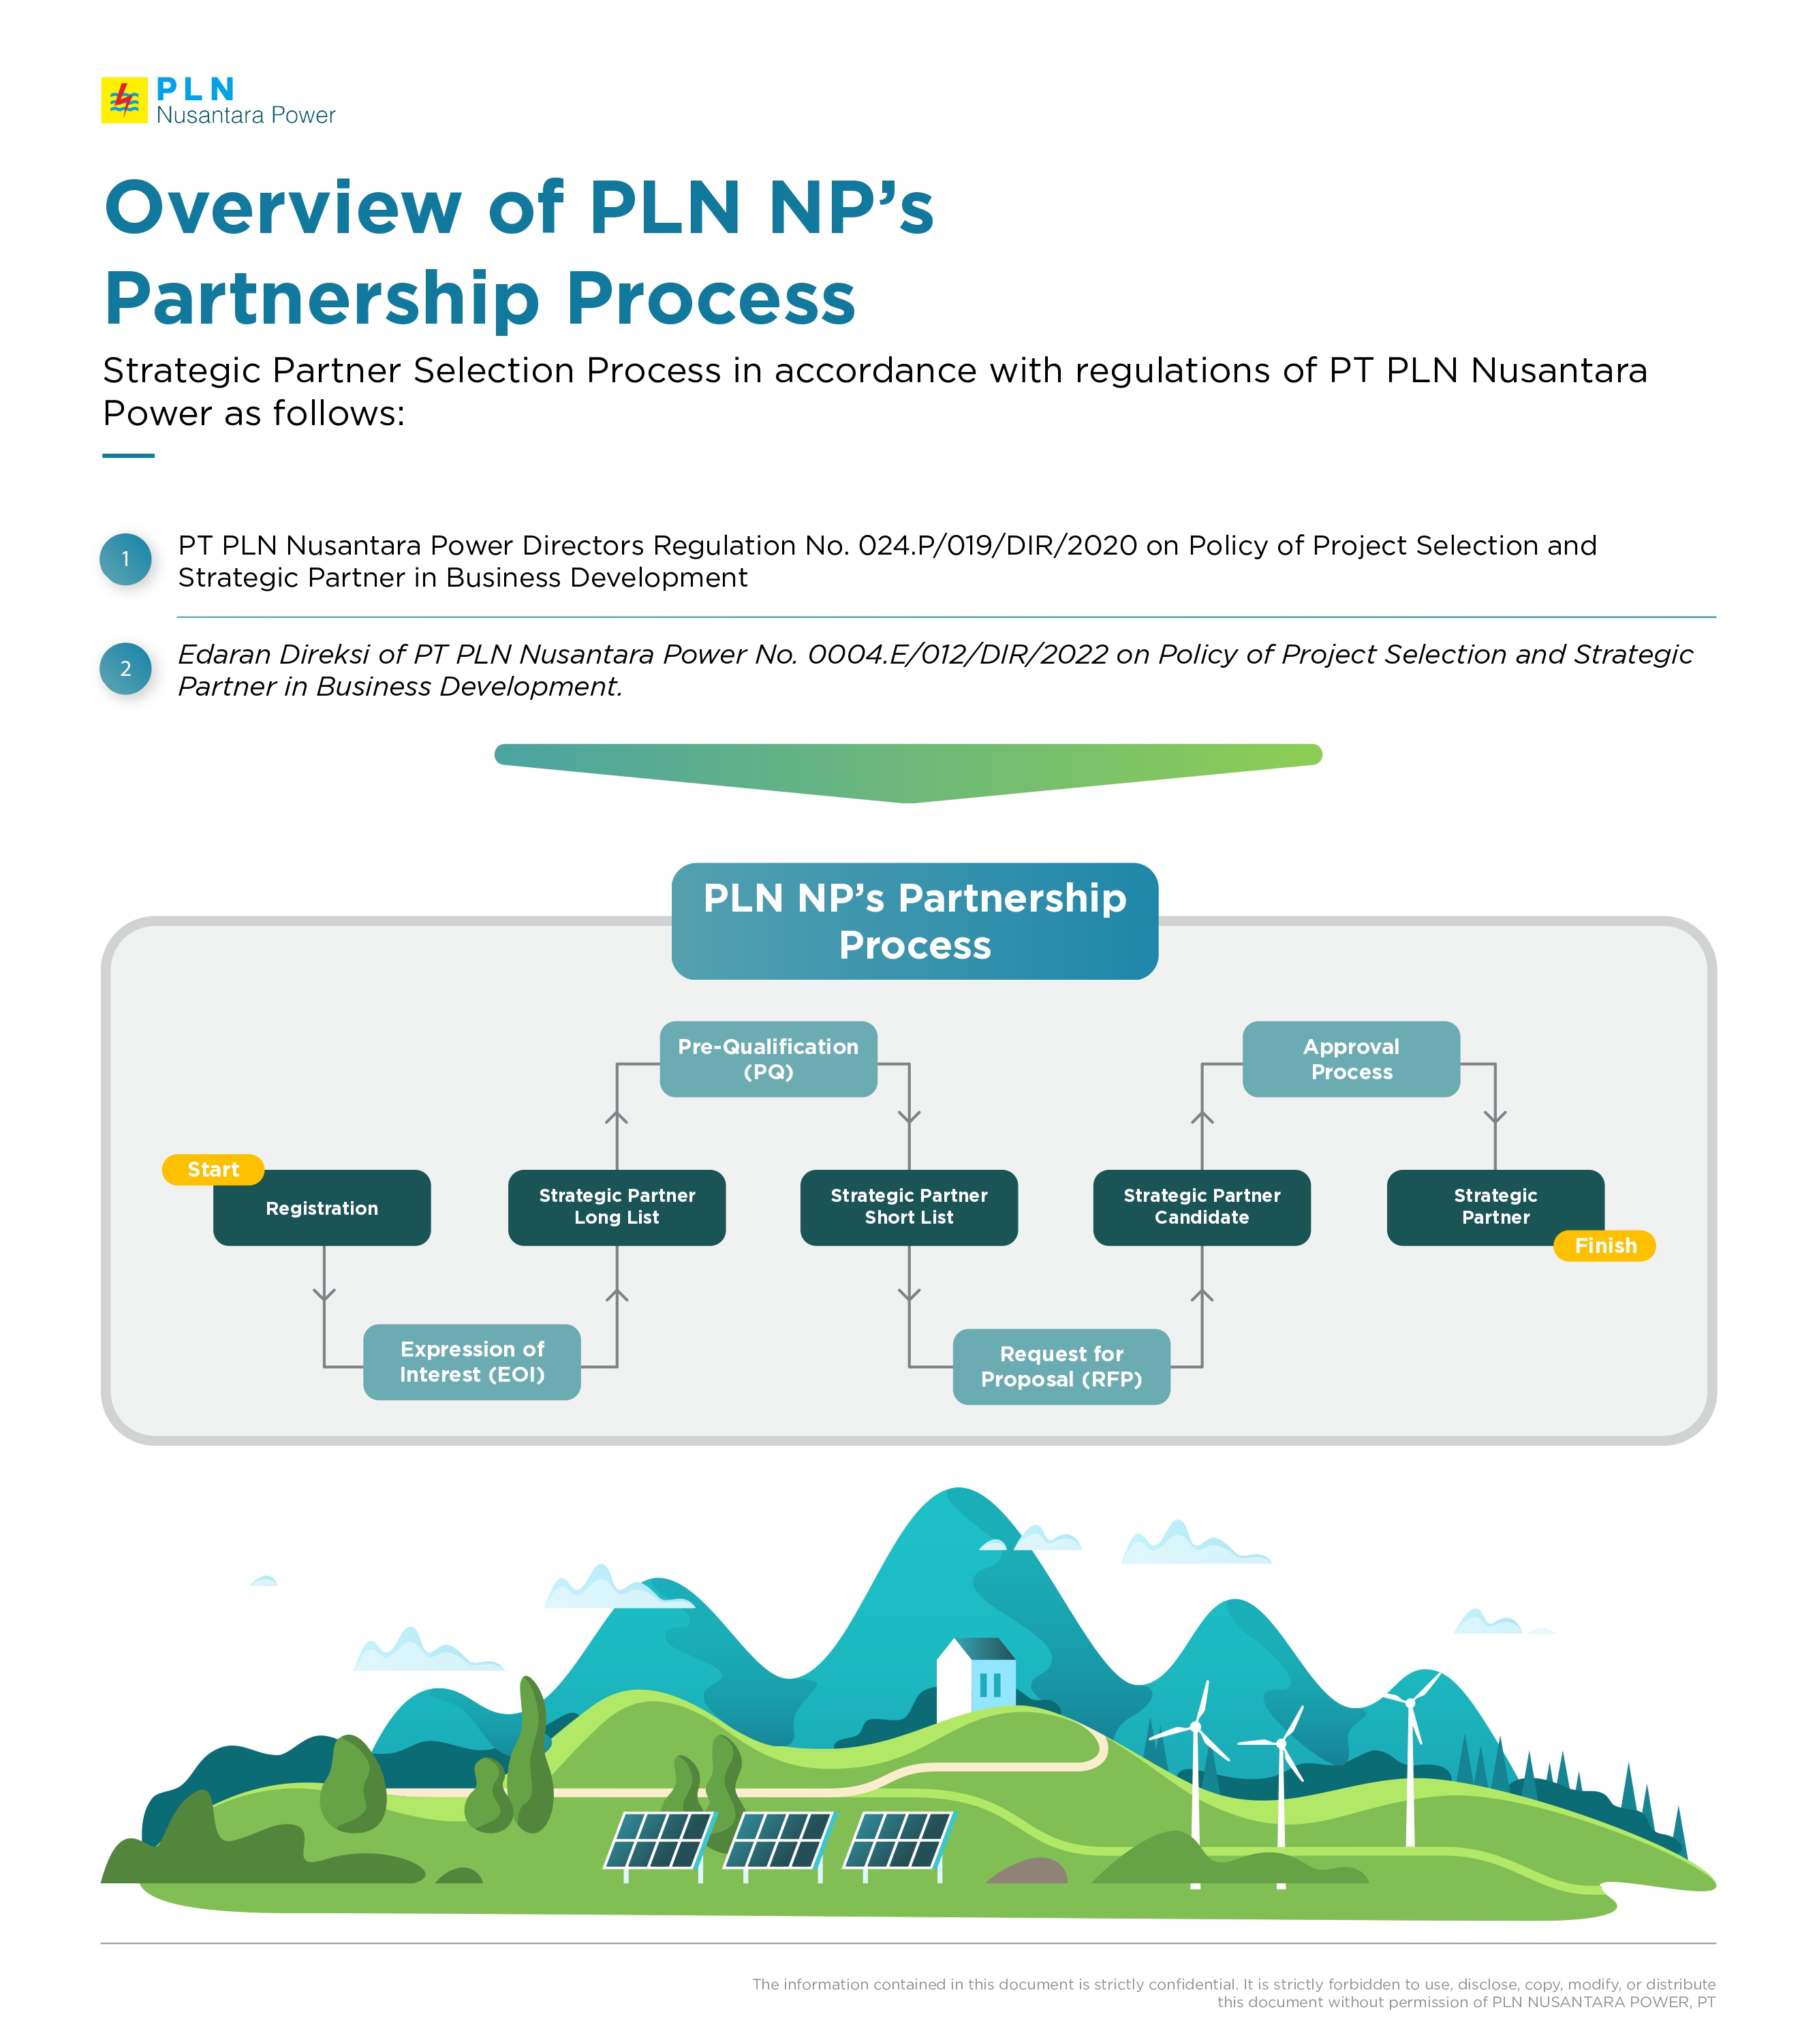 PLN
Nusantara Power
Overview of PLN NP’s
Partnership Process
Strategic Partner Selection Process in accordance with regulations of PT PLN Nusantara
Power as follows:
1
PT PLN Nusantara Power Directors Regulation No. 024.P/019/DIR/2020 on Policy of Project Selection and
Strategic Partner in Business Development
2
Edaran Direksi of PT PLN Nusantara Power No. 0004.E/012/DIR/2022 on Policy of Project Selection and Strategic
Partner in Business Development.
PLN NP’s Partnership
Process
Start
Registration
Expression of
Interest (EOI)
Strategic Partner
Long List
Pre-Qualification
(PQ)
Strategic Partner
Short List
Request for
Proposal (RFP)
Strategic Partner
Candidate
Approval
Process
Strategic
Partner
Finish
The information contained in this document is strictly confidential. It is strictly forbidden to use, disclose, copy, modify, or distribute
this document without permission of PLN NUSANTARA POWER, PT